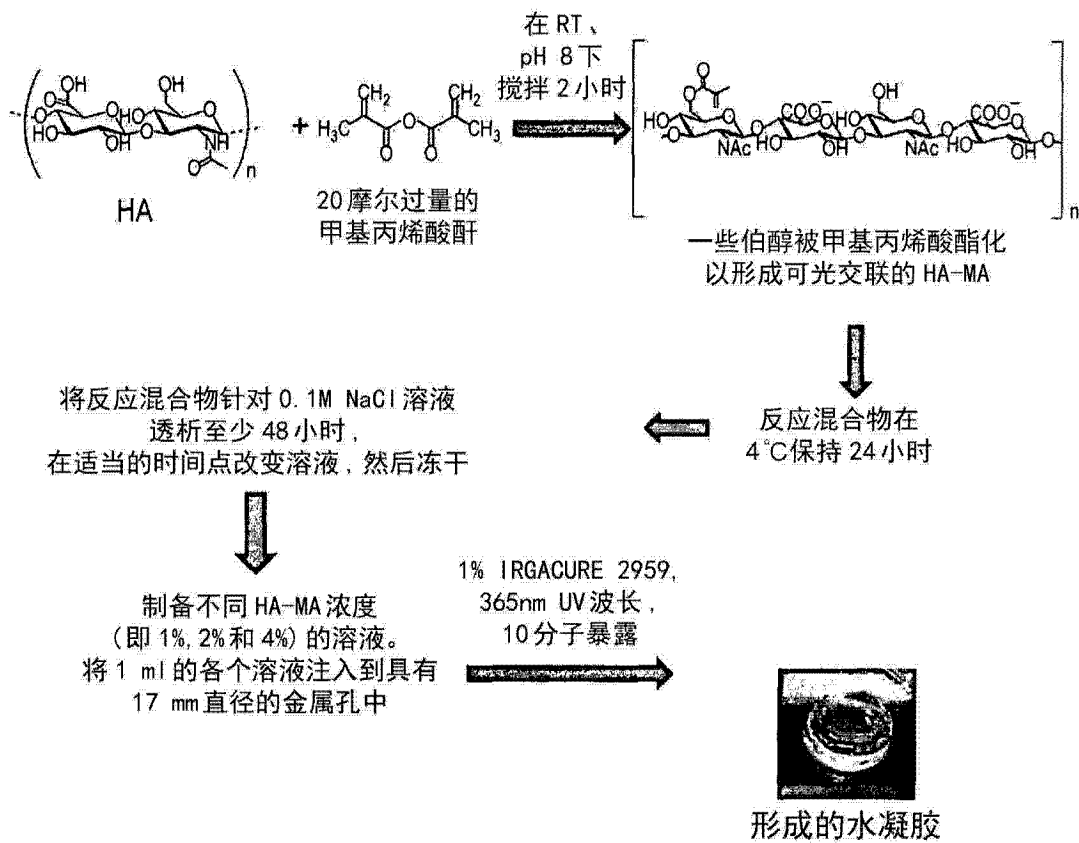 在 RT、
pH 8下
搅拌 2小时
OH
O
OH
OH
O
HO
O
HO
OH
O
HO
O
NH
O
n
HA
+
CH₂
CH₂
H₃C
O
CH₃
O
O
20摩尔过量的
甲基丙烯酸酐
O
O
HO
O
NAc
O
COO⁻
HO
OH
O
OH
HO
O
NAc
O
COO⁻
HO
OH
O
n
一些伯醇被甲基丙烯酸酯化
以形成可光交联的 HA-MA
反应混合物在
4℃保持 24小时
将反应混合物针对 0.1M NaCl溶液
透析至少 48小时,
在适当的时间点改变溶液,然后冻干
制备不同 HA-MA浓度
(即 1%,2%和 4%)的溶液。
将 1 ml的各个溶液注入到具有
17 mm直径的金属孔中
1% IRGACURE 2959,
365nm UV波长,
10分子暴露
形成的水凝胶